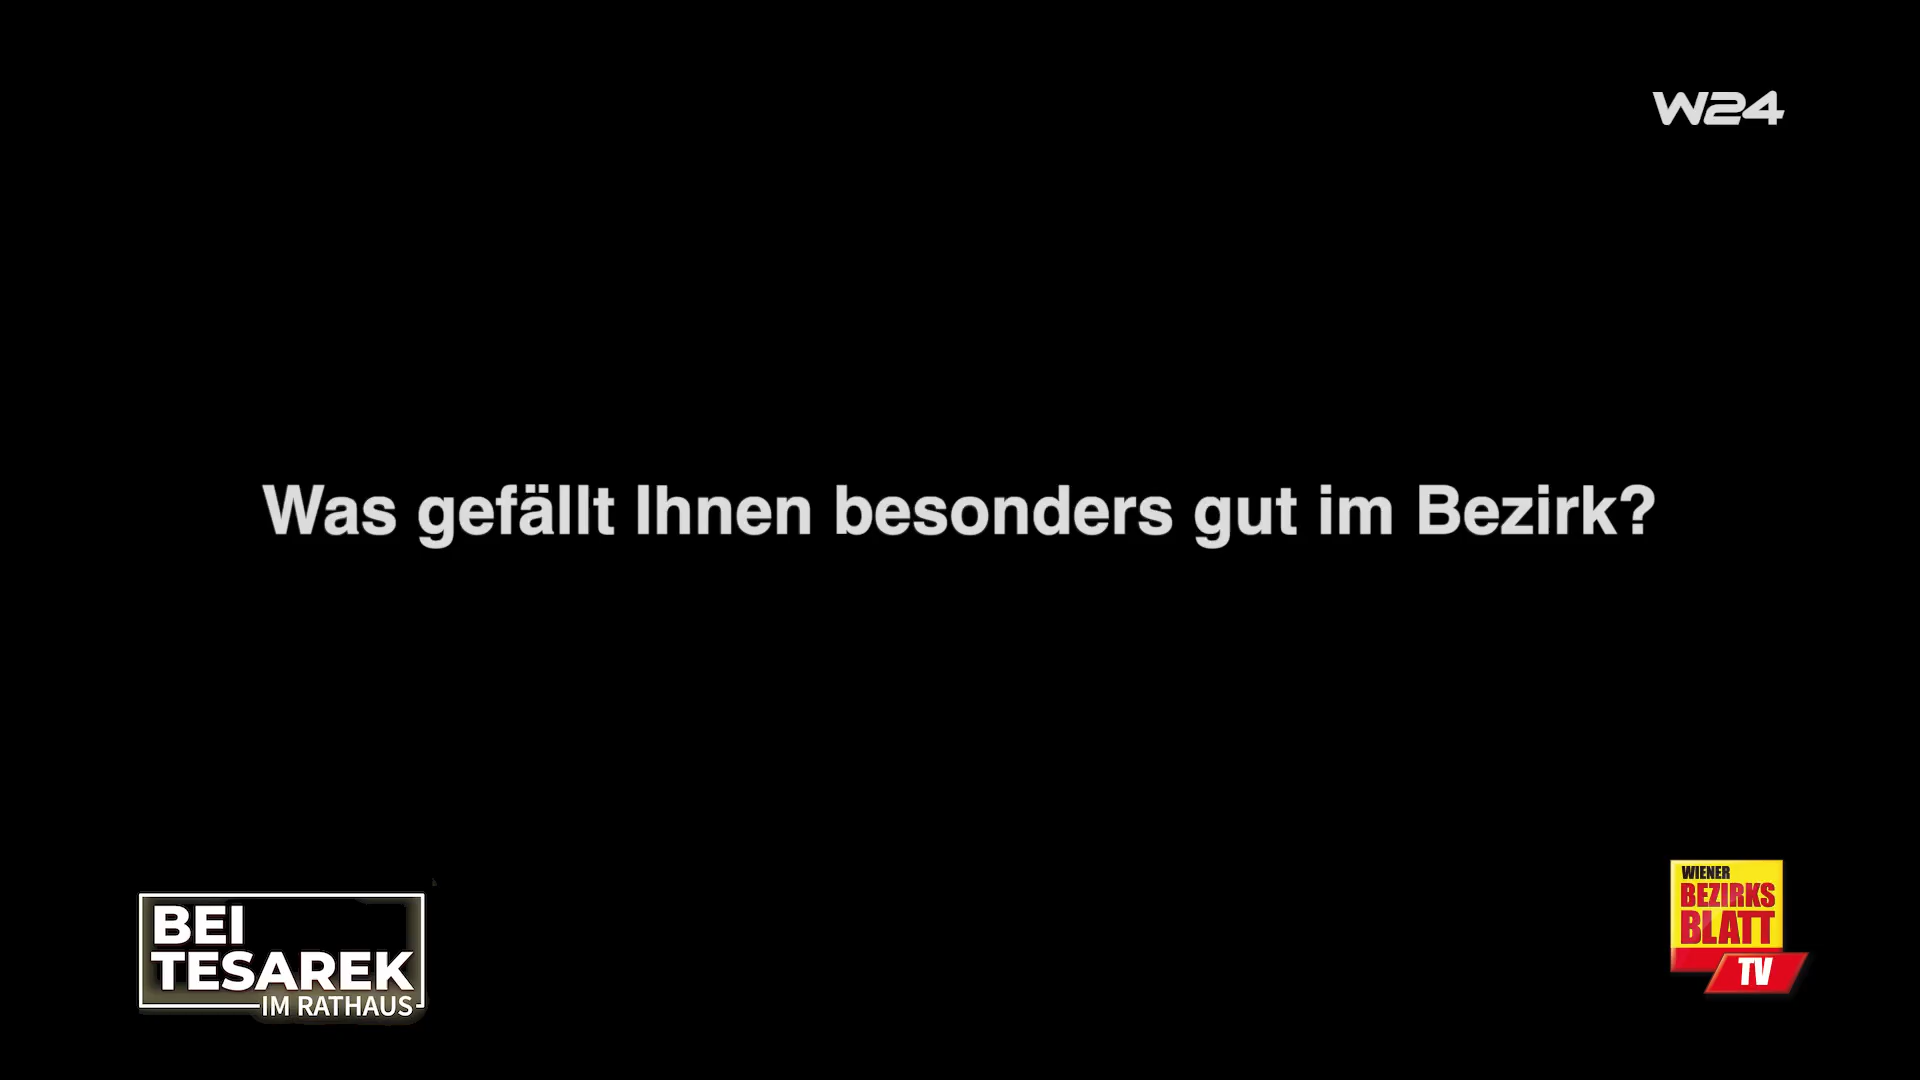 W24
Was gefällt Ihnen besonders gut im Bezirk?
BEI
TESAREK
IM RATHAUS
WIENER
BEZIRKS
BLATT
TV